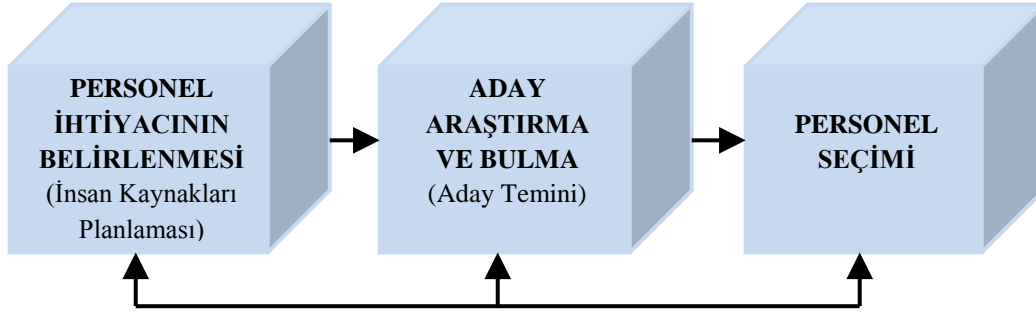 PERSONEL
İHTİYACININ
BELİRLENMESİ
(İnsan Kaynakları
Planlaması)
ADAY
ARAŞTIRMA
VE BULMA
(Aday Temini)
PERSONEL
SEÇİMİ